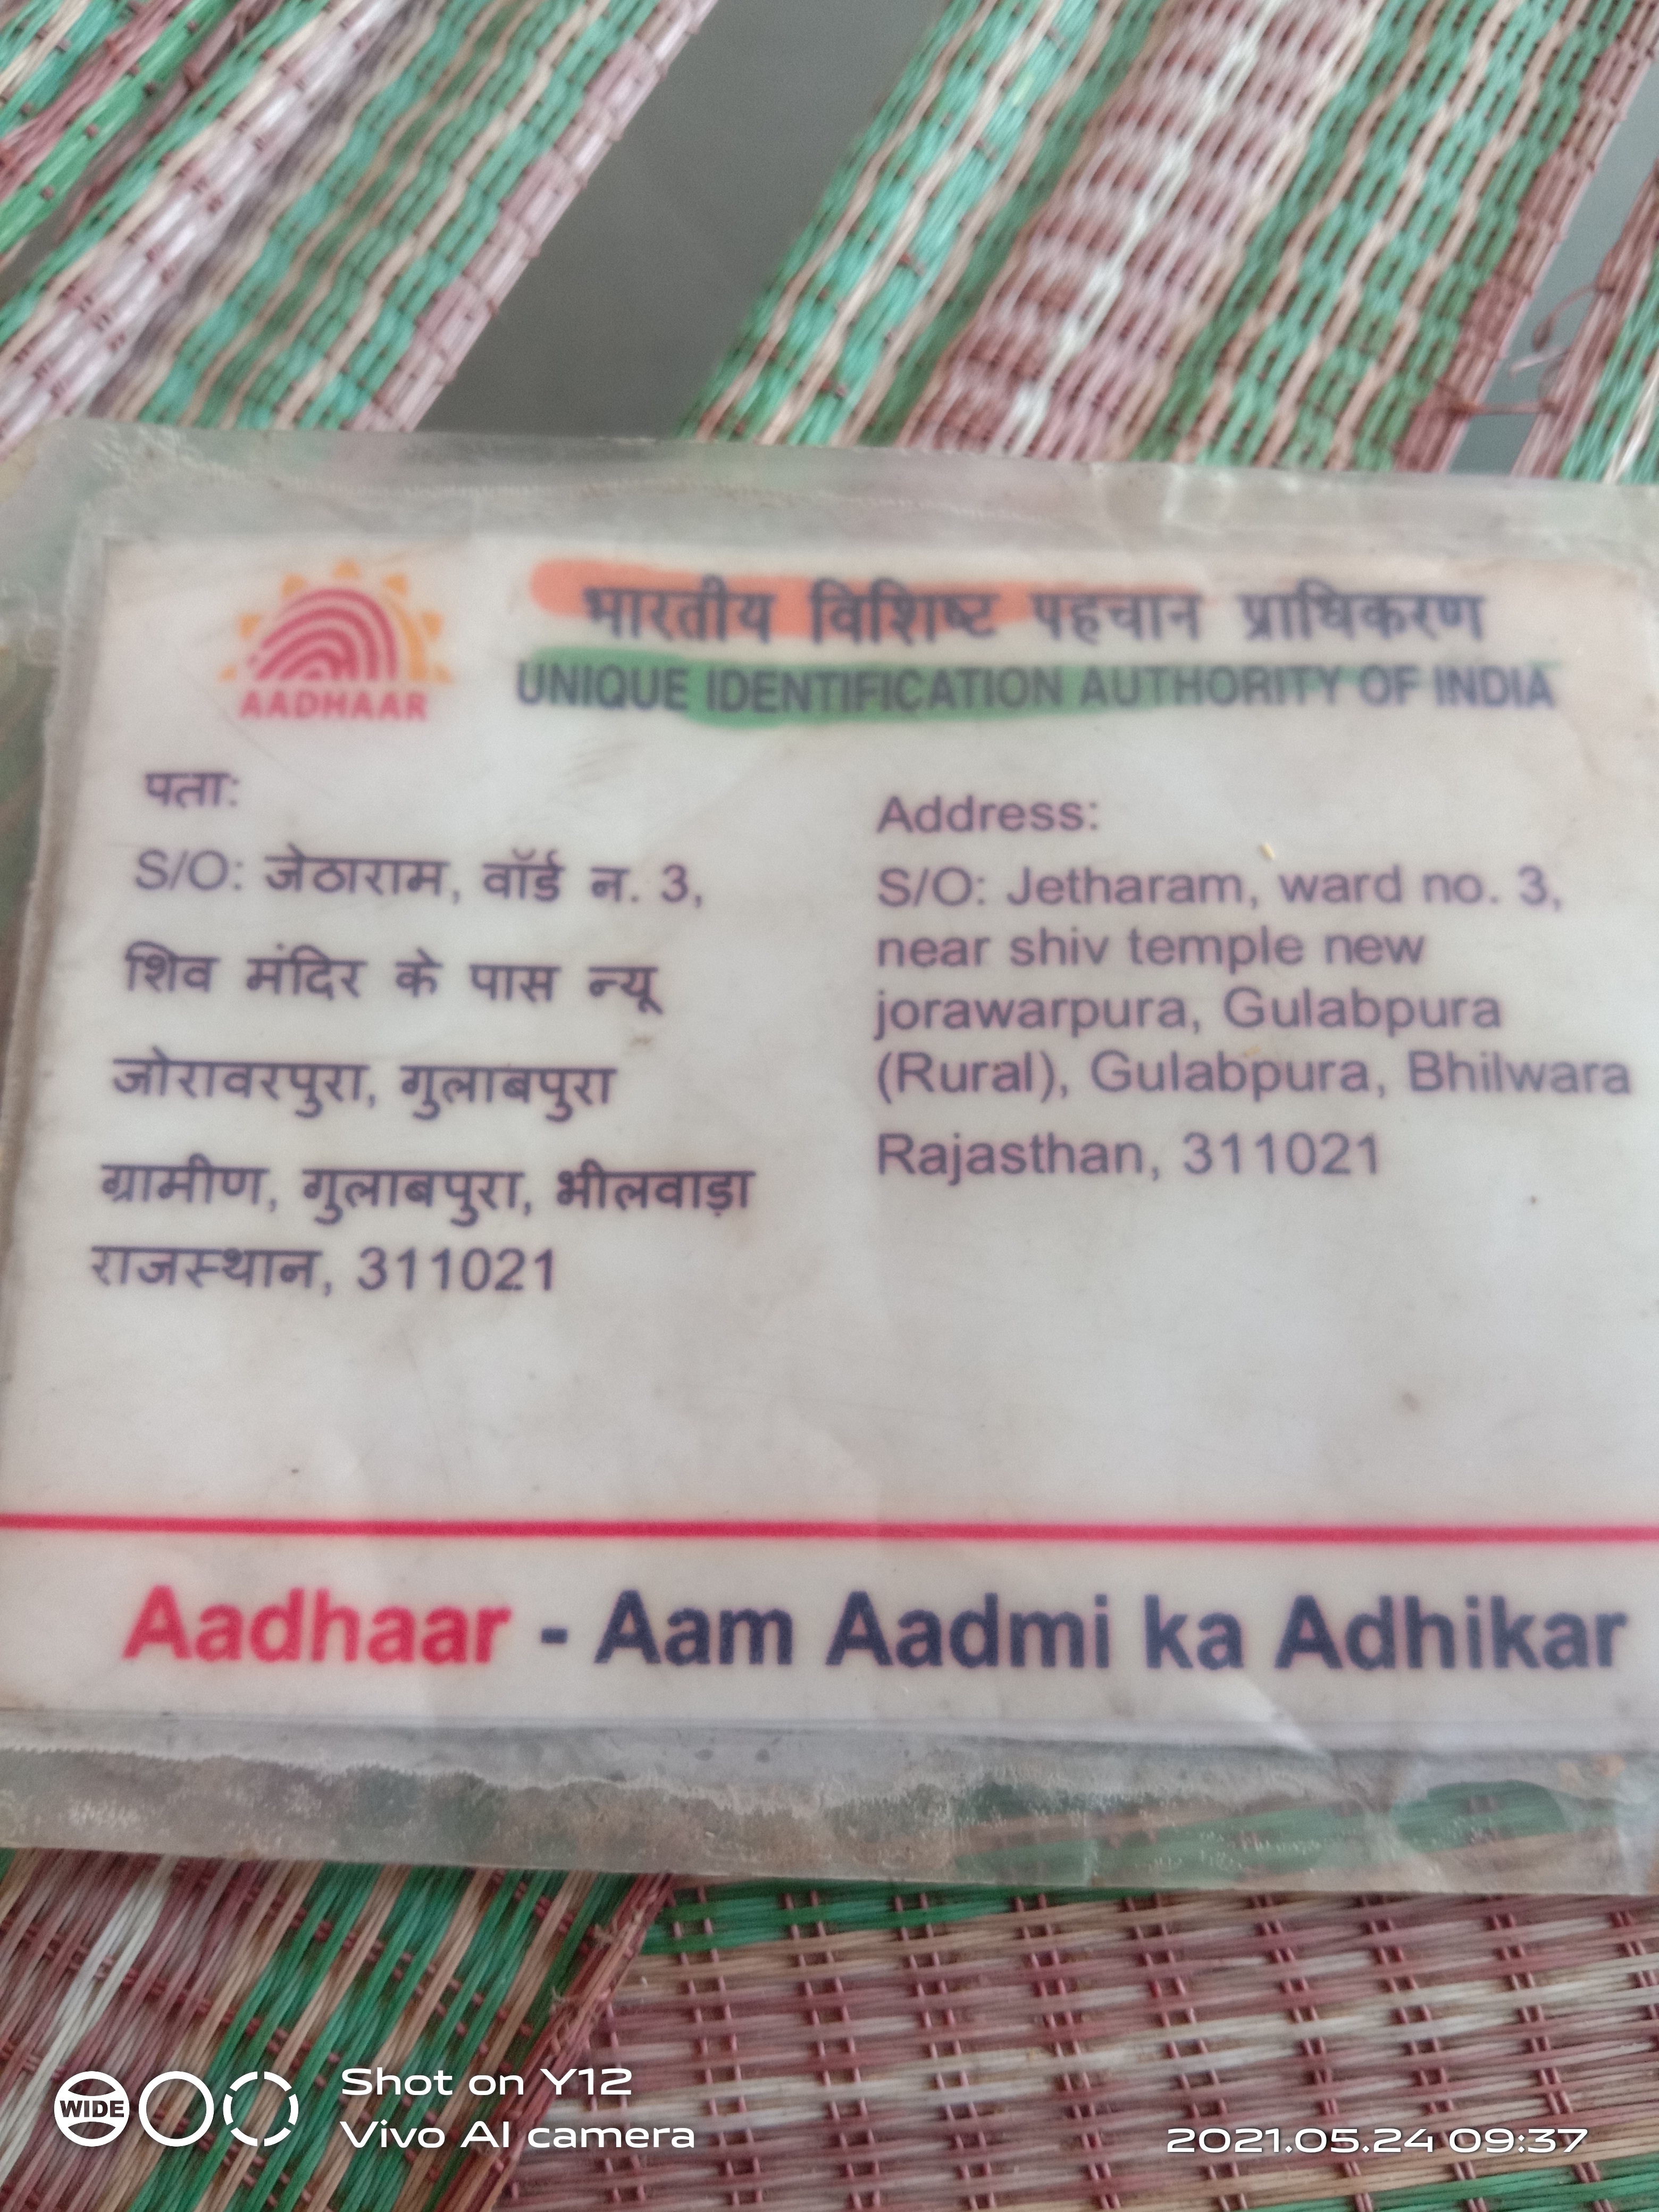 AADHAAR
भारतीय विशिष्ट पहचान प्राधिकरण
UNIQUE IDENTIFICATION AUTHORITY OF INDIA
पता:
S/O: जेठाराम, वॉर्ड न. 3,
शिव मंदिर के पास न्यू
जोरावरपुरा, गुलाबपुरा
ग्रामीण, गुलाबपुरा, भीलवाड़ा
राजस्थान, 311021
Address:
S/O: Jetharam, ward no. 3,
near shiv temple new
jorawarpura, Gulabpura
(Rural), Gulabpura, Bhilwara
Rajasthan, 311021
Aadhaar - Aam Aadmi ka Adhikar
WIDE
Shot on Y12
Vivo AI camera
2021.05.24 09:37